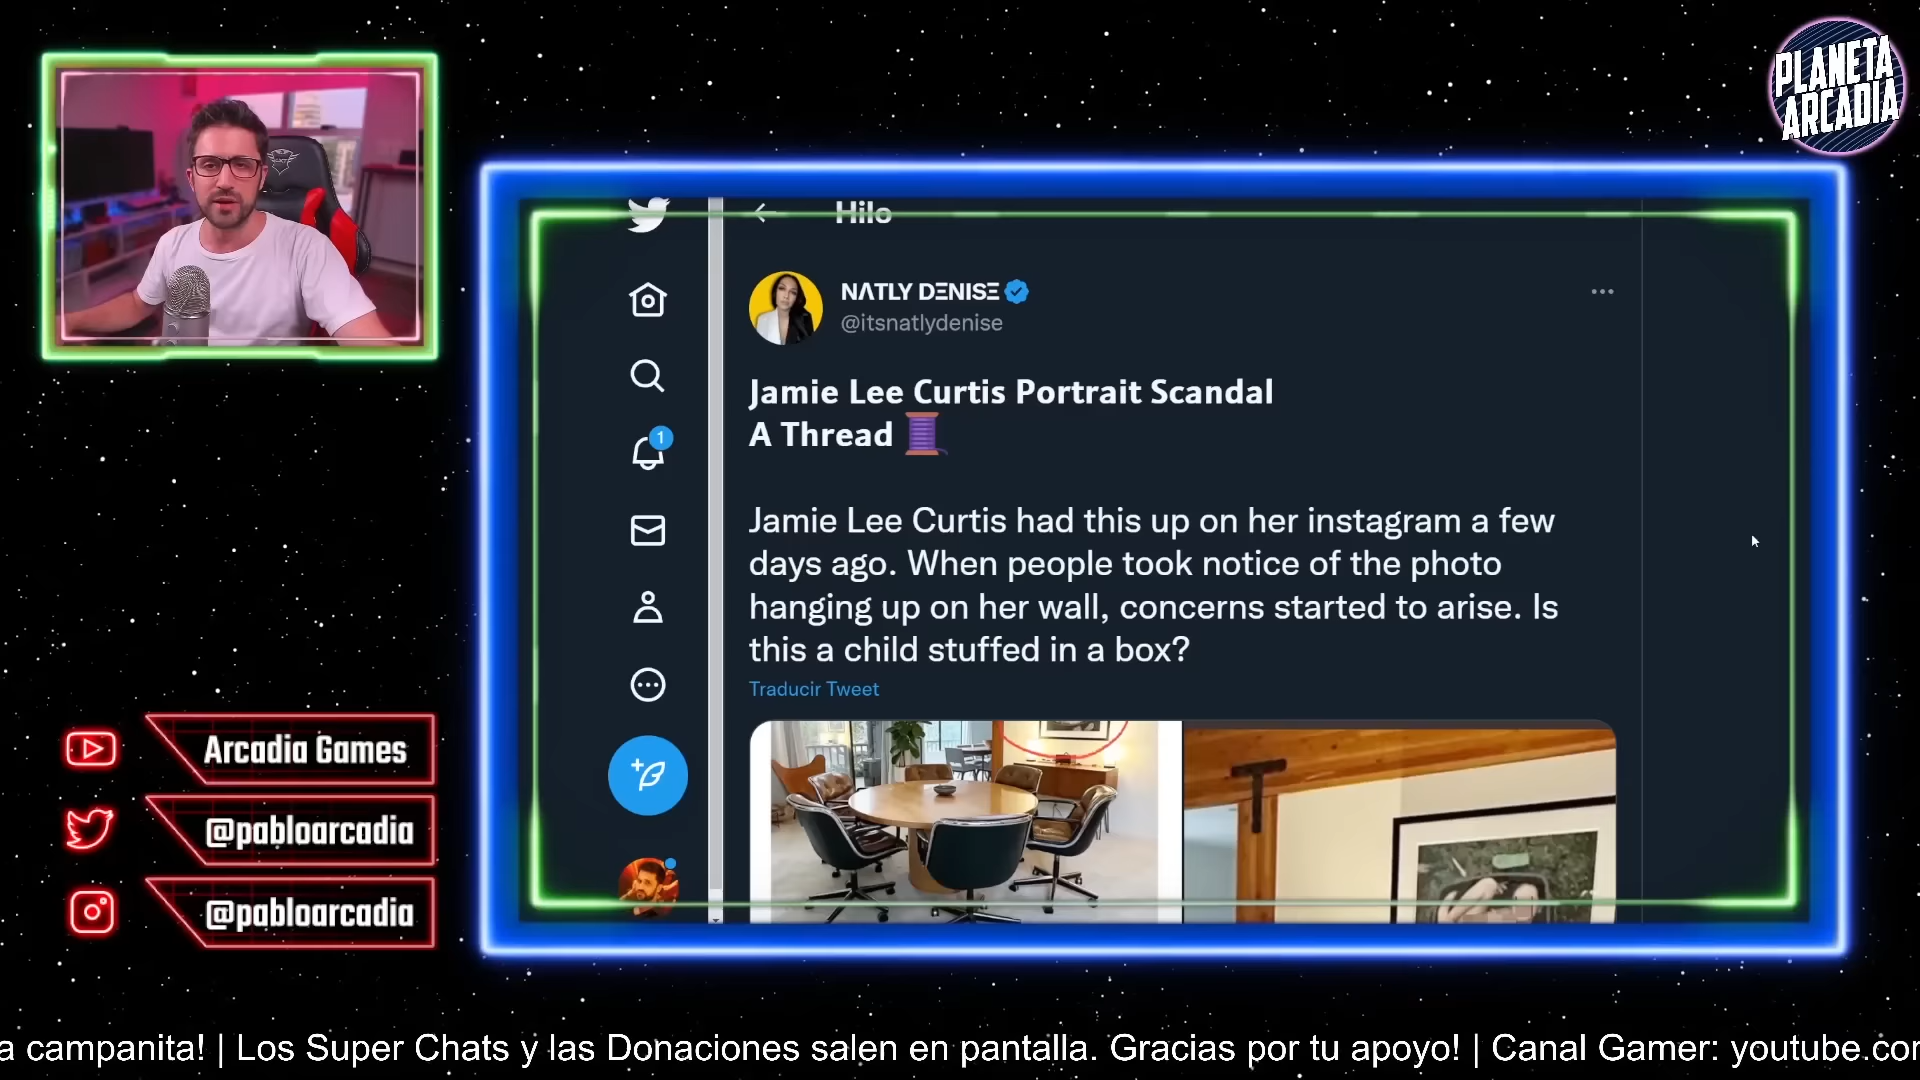 PLANETA
ARCADIA
Hilo
NATLY DENISE
@itsnatlydenise
Jamie Lee Curtis Portrait Scandal
A Thread
Jamie Lee Curtis had this up on her instagram a few
days ago. When people took notice of the photo
hanging up on her wall, concerns started to arise. Is
this a child stuffed in a box?
Traducir Tweet
1
Arcadia Games
@pabloarcadia
@pabloarcadia
a campanita! | Los Super Chats y las Donaciones salen en pantalla. Gracias por tu apoyo! | Canal Gamer: youtube.co